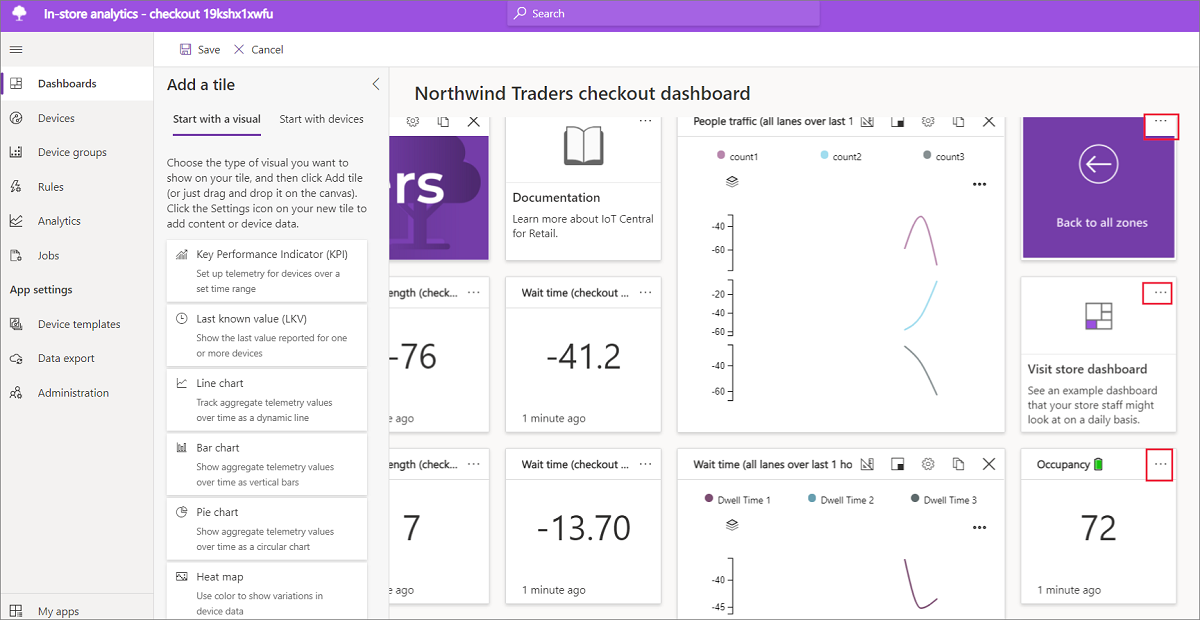 In-store analytics - checkout 19kshx1xwfu
Search
Save
Cancel
Dashboards
Devices
Device groups
Rules
Analytics
Jobs
App settings
Device templates
Data export
Administration
My apps
Add a tile
Start with a visual
Start with devices
Choose the type of visual you want to
show on your tile, and then click Add tile
(or just drag and drop it on the canvas).
Click the Settings icon on your new tile to
add content or device data.
Key Performance Indicator (KPI)
Set up telemetry for devices over a
set time range
Last known value (LKV)
Show the last value reported for one
or more devices
Line chart
Track aggregate telemetry values
over time as a dynamic line
Bar chart
Show aggregate telemetry values
over time as vertical bars
Pie chart
Show aggregate telemetry values
over time as a circular chart
Heat map
Use color to show variations in
device data
Northwind Traders checkout dashboard
ers
Documentation
Learn more about IoT Central
for Retail.
People traffic (all lanes over last 1
count1
count2
count3
-40
-60
-20
-40
-60
-40
-60
Back to all zones
ength (check...
-76
e ago
Wait time (checkout ...
-41.2
1 minute ago
Visit store dashboard
See an example dashboard
that your store staff might
look at on a daily basis.
ength (check...
7
e ago
Wait time (checkout ...
-13.70
1 minute ago
Wait time (all lanes over last 1 ho
Dwell Time 1
Dwell Time 2
Dwell Time 3
-40
-45
Occupancy
72
1 minute ago